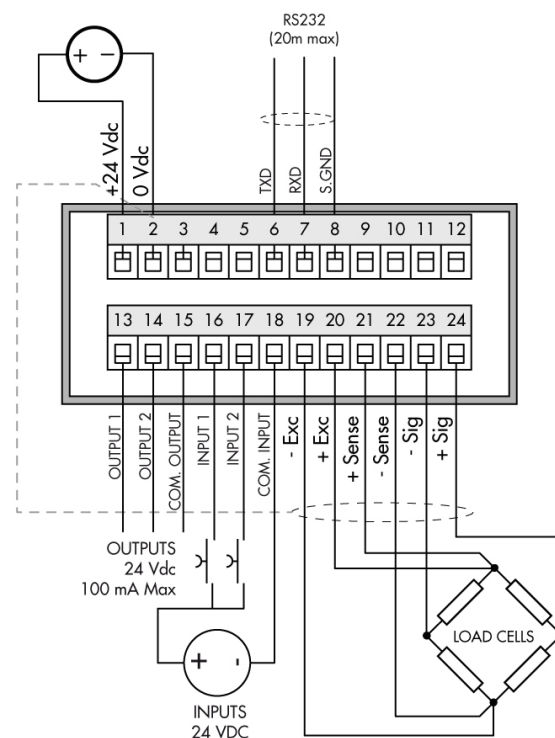 RS232
(20m max)
+ −
+24 Vdc
0 Vdc
TXD
RXD
S.GND
1 2 3 4 5 6 7 8 9 10 11 12
13 14 15 16 17 18 19 20 21 22 23 24
OUTPUT 1
OUTPUT 2
COM. OUTPUT
INPUT 1
INPUT 2
COM. INPUT
- Exc
+ Exc
+ Sense
- Sense
- Sig
+ Sig
OUTPUTS
24 Vdc
100 mA Max
+ -
INPUTS
24 VDC
LOAD CELLS